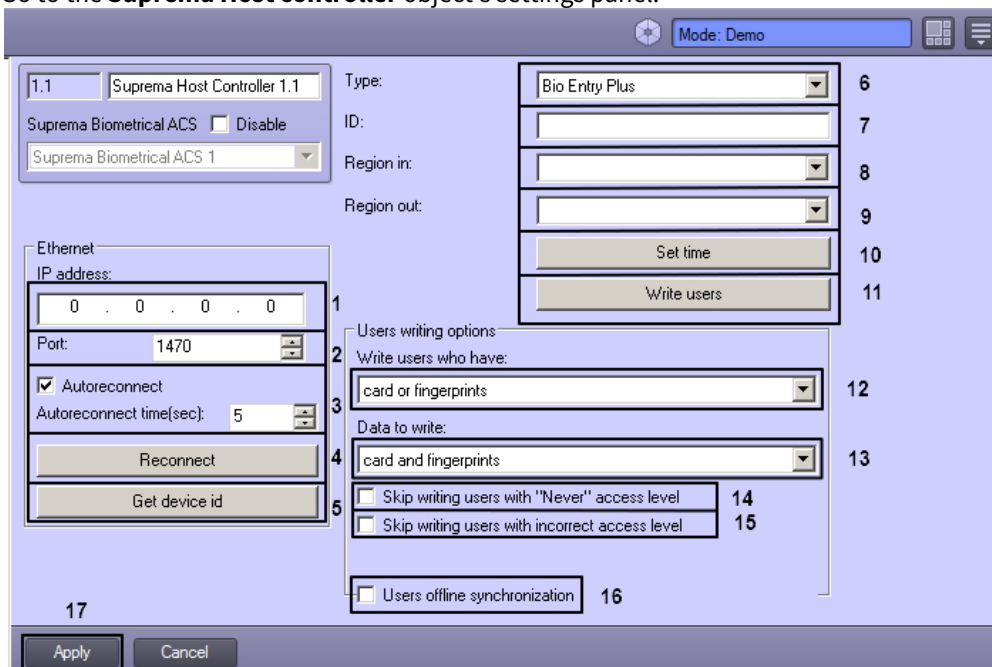 Go to the Suprema Host controller object's settings panel.
Mode: Demo
1.1 Suprema Host Controller 1.1
Suprema Biometrical ACS Disable
Suprema Biometrical ACS 1
Type: Bio Entry Plus 6
ID: 7
Region in: 8
Region out: 9
Set time 10
Write users 11
Ethernet
IP address:
0 . 0 . 0 . 0 1
Port: 1470 2
Autoreconnect
Autoreconnect time(sec): 5 3
Reconnect 4
Get device id 5
Users writing options
Write users who have:
card or fingerprints 12
Data to write:
card and fingerprints 13
Skip writing users with "Never" access level 14
Skip writing users with incorrect access level 15
Users offline synchronization 16
17
Apply Cancel